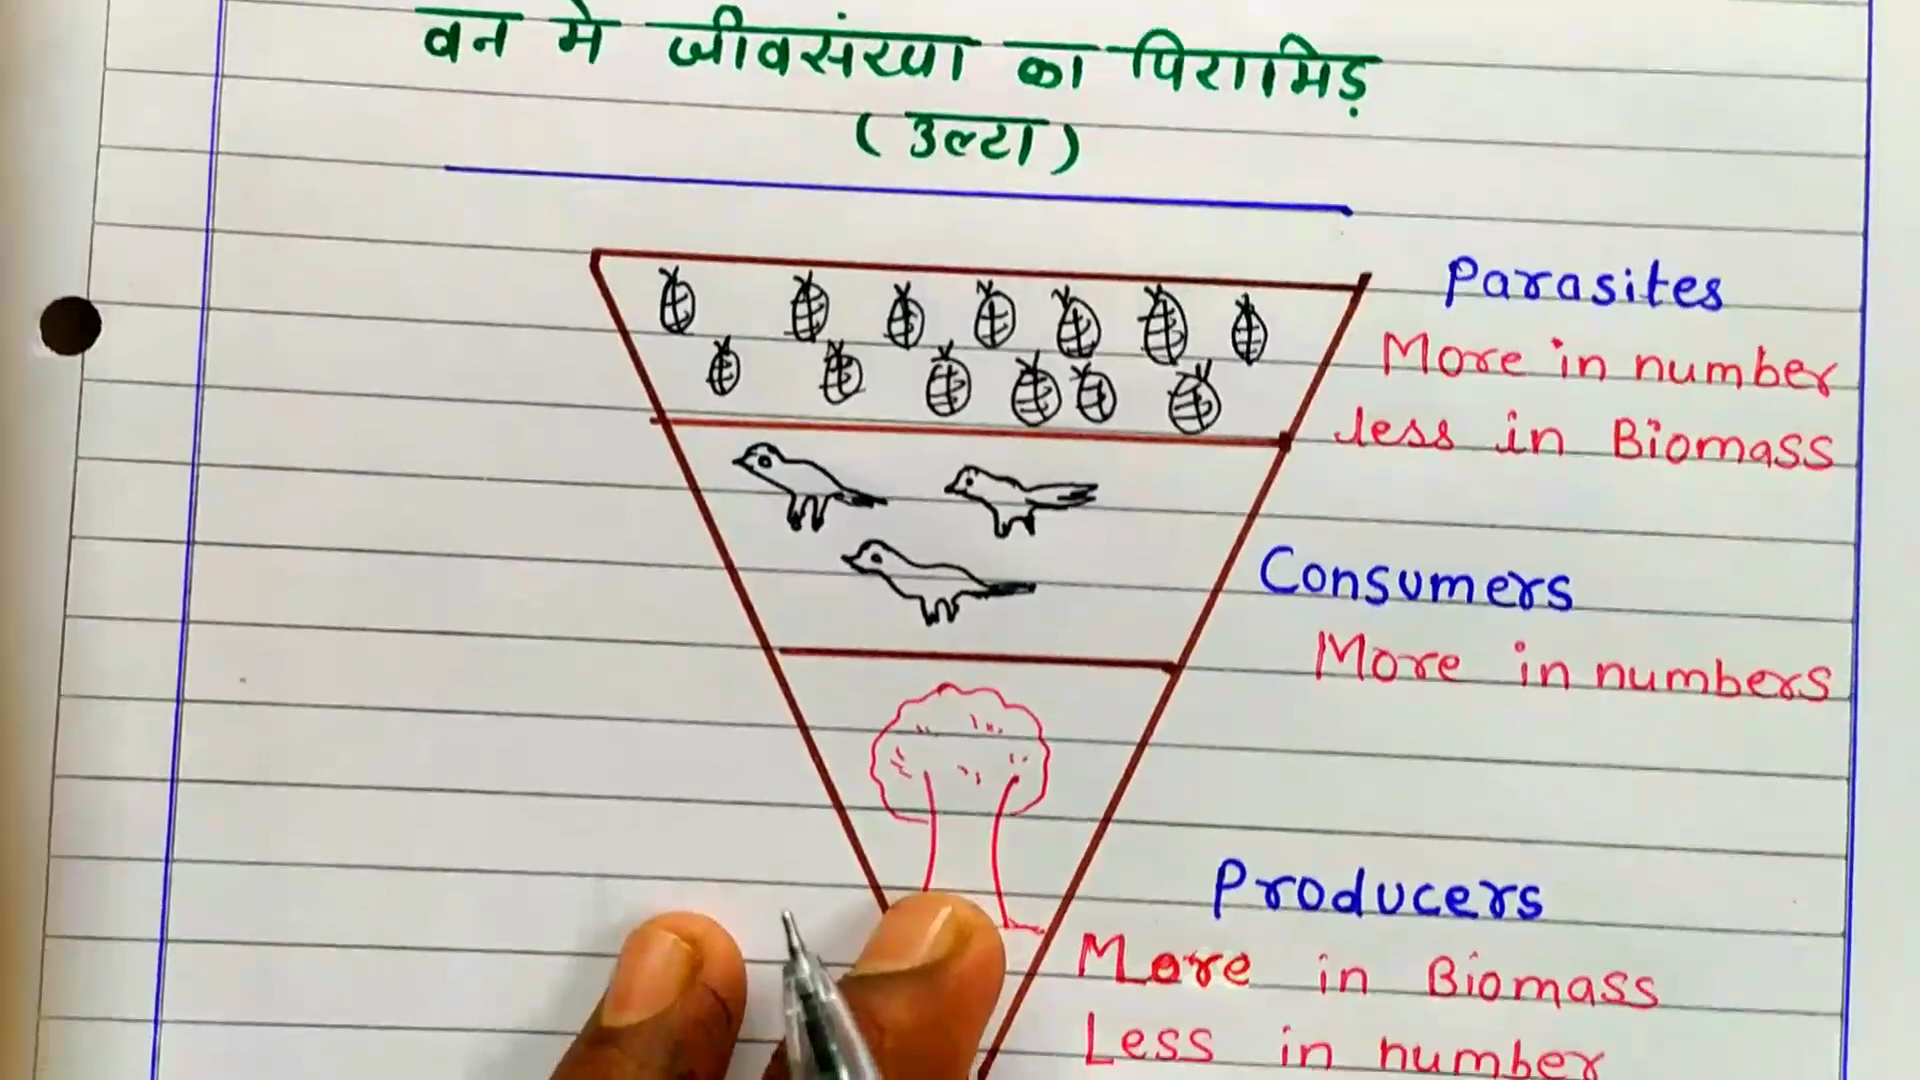 वन मे जीवसंख्या का पिरामिड़
(उल्टा)
Parasites
More in number
less in Biomass
Consumers
More in numbers
Producers
More in Biomass
Less in number